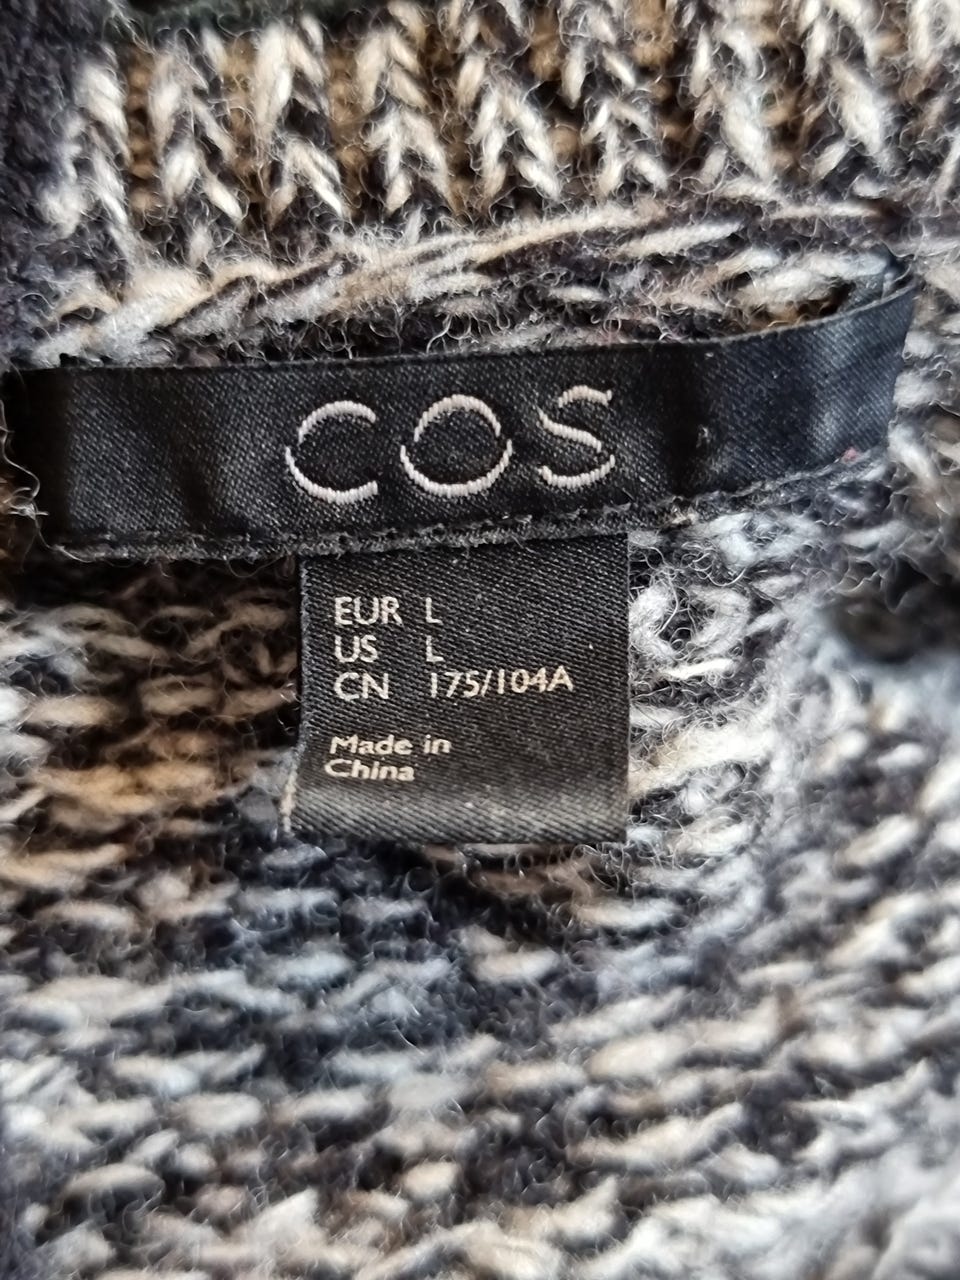 COS
EUR L
US L
CN 175/104A
Made in
China